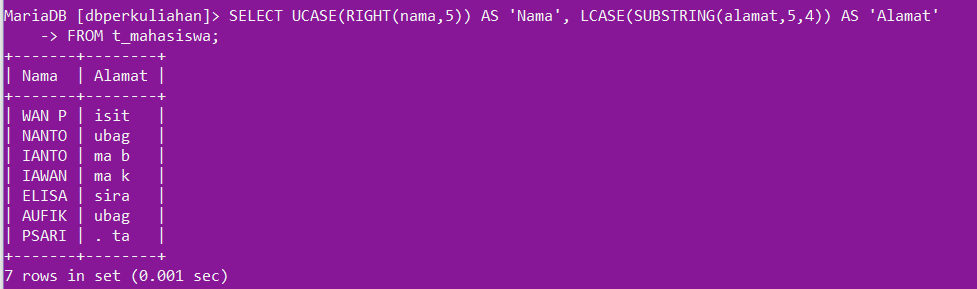 MariaDB [dbperkuliahan]> SELECT UCASE(RIGHT(nama,5)) AS 'Nama', LCASE(SUBSTRING(alamat,5,4)) AS 'Alamat'
    -> FROM t_mahasiswa;
+-------+--------+
| Nama  | Alamat |
+-------+--------+
| WAN P | isit   |
| NANTO | ubag   |
| IANTO | ma b   |
| IAWAN | ma k   |
| ELISA | sira   |
| AUFIK | ubag   |
| PSARI | . ta   |
+-------+--------+
7 rows in set (0.001 sec)